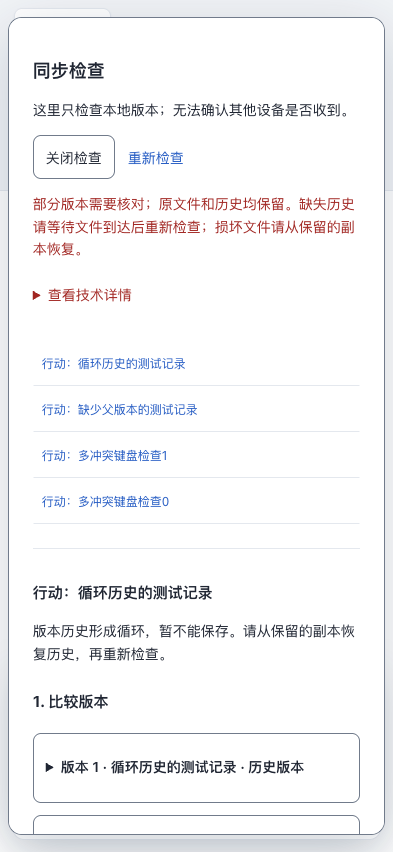 同步检查
这里只检查本地版本；无法确认其他设备是否收到。
关闭检查 重新检查
部分版本需要核对；原文件和历史均保留。缺失历史
请等待文件到达后重新检查；损坏文件请从保留的副
本恢复。
查看技术详情
行动：循环历史的测试记录
行动：缺少父版本的测试记录
行动：多冲突键盘检查1
行动：多冲突键盘检查0
行动：循环历史的测试记录
版本历史形成循环，暂不能保存。请从保留的副本恢
复历史，再重新检查。
1. 比较版本
版本 1 · 循环历史的测试记录 · 历史版本